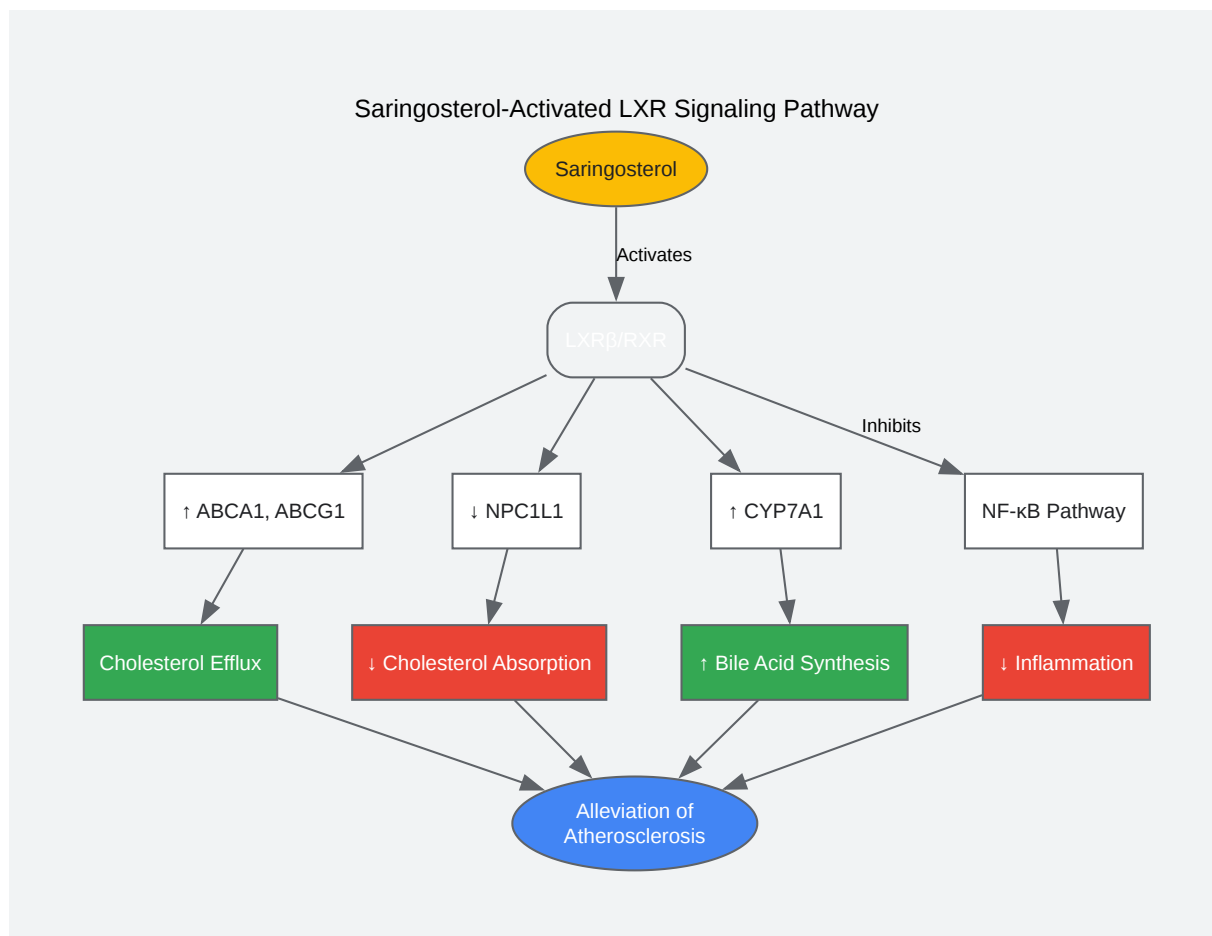 Saringosterol-Activated LXR Signaling Pathway
Saringosterol
Activates
LXRβ/RXR
Inhibits
↑ ABCA1, ABCG1
↓ NPC1L1
↑ CYP7A1
NF-κB Pathway
Cholesterol Efflux
↓ Cholesterol Absorption
↑ Bile Acid Synthesis
↓ Inflammation
Alleviation of
Atherosclerosis